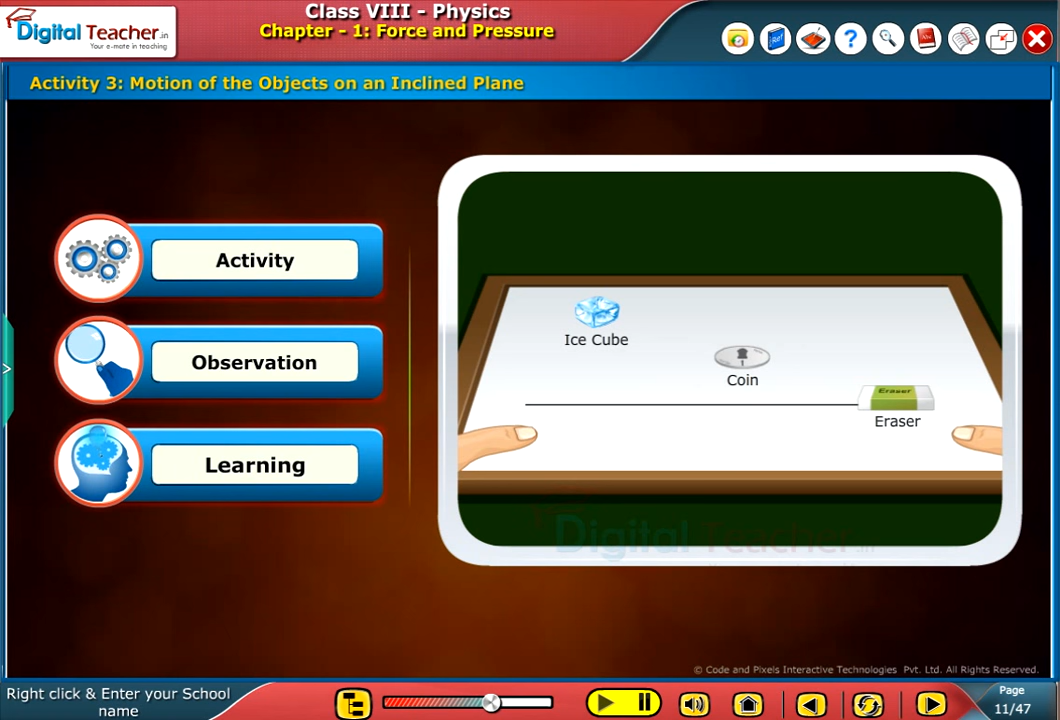 Digital Teacher.in
Your e-mate in teaching
Class VIII - Physics
Chapter - 1: Force and Pressure
Ref
Abc
Activity 3: Motion of the Objects on an Inclined Plane
Activity
Observation
Learning
Ice Cube
Coin
Eraser
Eraser
Digital Teacher.in
© Code and Pixels Interactive Technologies Pvt. Ltd. All Rights Reserved.
Right click & Enter your School
name
Page
11/47